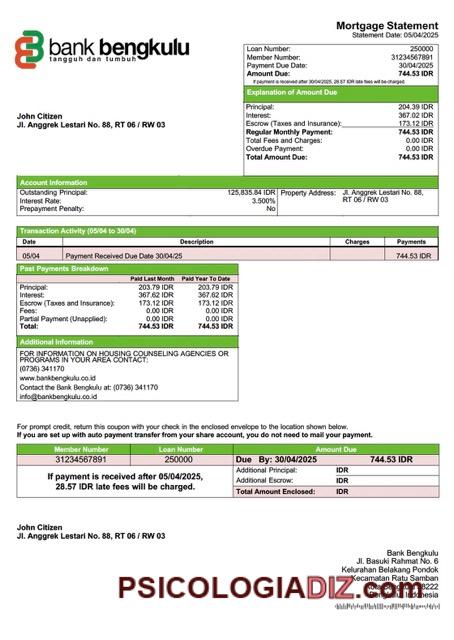 Mortgage Statement
Statement Date: 05/04/2025
bank bengkulu
tangguh dan tumbuh
Loan Number: 250000
Member Number: 31234567891
Payment Due Date: 30/04/2025
Amount Due: 744.53 IDR
If payment is received after 30/04/2025, 28.57 IDR late fees will be charged.
Explanation of Amount Due
Principal: 204.39 IDR
Interest: 367.02 IDR
Escrow (Taxes and Insurance): 173.12 IDR
Regular Monthly Payment: 744.53 IDR
Total Fees and Charges: 0.00 IDR
Overdue Payment: 0.00 IDR
Total Amount Due: 744.53 IDR
John Citizen
Jl. Anggrek Lestari No. 88, RT 06 / RW 03
Account Information
Outstanding Principal: 125,835.84 IDR
Interest Rate: 3.500%
Prepayment Penalty: No
Property Address: Jl. Anggrek Lestari No. 88,
RT 06 / RW 03
Transaction Activity (05/04 to 30/04)
Date Description Charges Payments
05/04 Payment Received Due Date 30/04/25 744.53 IDR
Past Payments Breakdown
Paid Last Month Paid Year To Date
Principal: 203.79 IDR 203.79 IDR
Interest: 367.62 IDR 367.62 IDR
Escrow (Taxes and Insurance): 173.12 IDR 173.12 IDR
Fees: 0.00 IDR 0.00 IDR
Partial Payment (Unapplied): 0.00 IDR 0.00 IDR
Total: 744.53 IDR 744.53 IDR
Additional Information
FOR INFORMATION ON HOUSING COUNSELING AGENCIES OR
PROGRAMS IN YOUR AREA CONTACT:
(0736) 341170
www.bankbengkulu.co.id
Contact the Bank Bengkulu at: (0736) 341170
info@bankbengkulu.co.id
For prompt credit, return this coupon with your check in the enclosed envelope to the location shown below.
If you are set up with auto payment transfer from your share account, you do not need to mail your payment.
Member Number Loan Number Amount Due
31234567891 250000 Due By: 30/04/2025 744.53 IDR
If payment is received after 05/04/2025,
28.57 IDR late fees will be charged.
Additional Principal: IDR
Additional Escrow: IDR
Total Amount Enclosed: IDR
John Citizen
Jl. Anggrek Lestari No. 88, RT 06 / RW 03
Bank Bengkulu
Jl. Basuki Rahmat No. 6
Kelurahan Belakang Pondok
Kecamatan Ratu Samban
Indonesia
PSICOLOGIADIZ.com